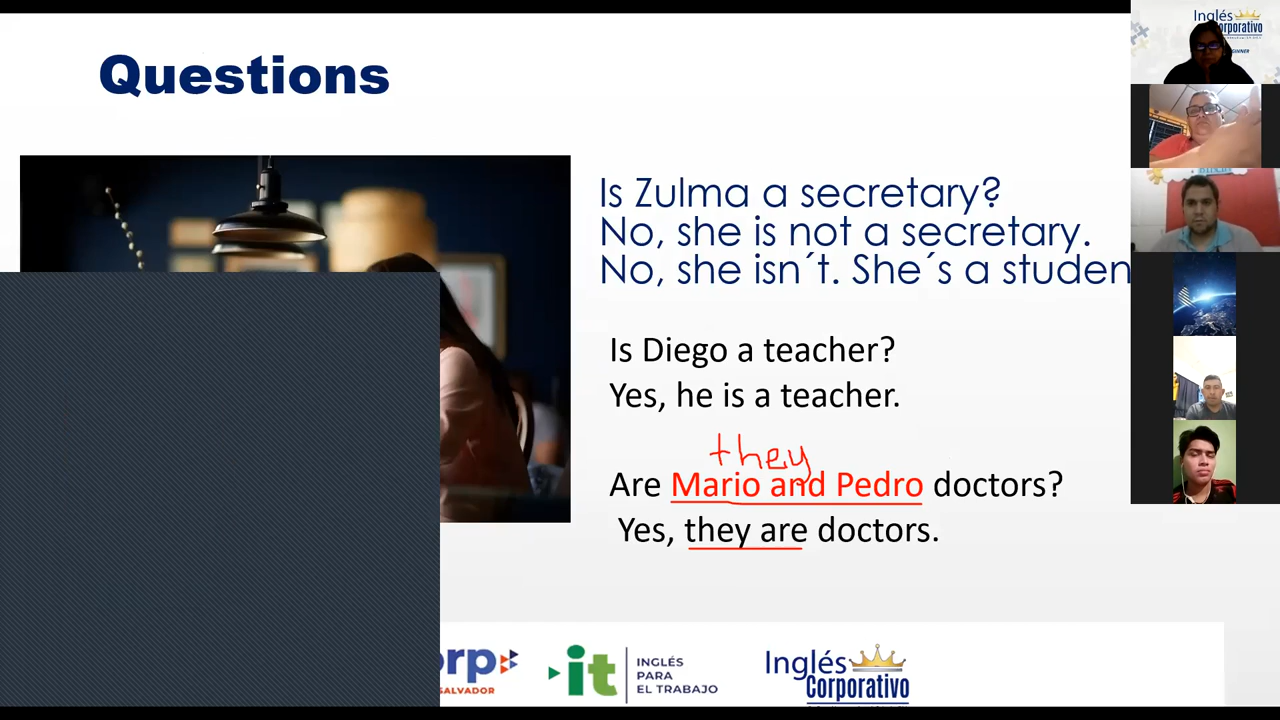 Questions
Is Zulma a secretary?
No, she is not a secretary.
No, she isn´t. She´s a studen
Is Diego a teacher?
Yes, he is a teacher.
they
Are Mario and Pedro doctors?
Yes, they are doctors.
orp
SALVADOR
it
INGLÉS
PARA
EL TRABAJO
Inglés
Corporativo
Inglés
Corporativo